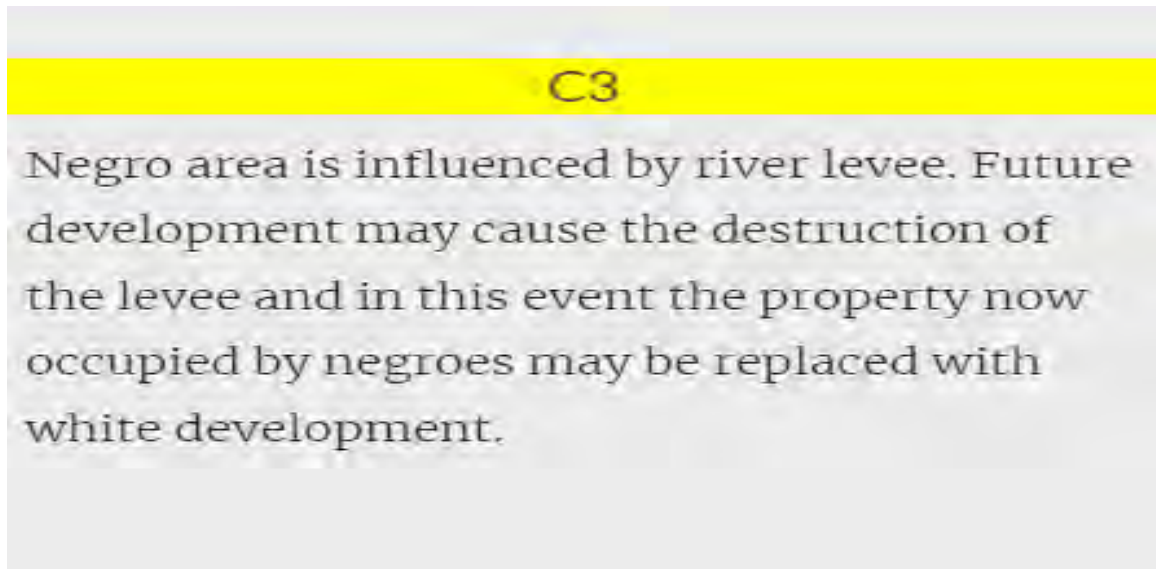 C3
Negro area is influenced by river levee. Future
development may cause the destruction of
the levee and in this event the property now
occupied by negroes may be replaced with
white development.